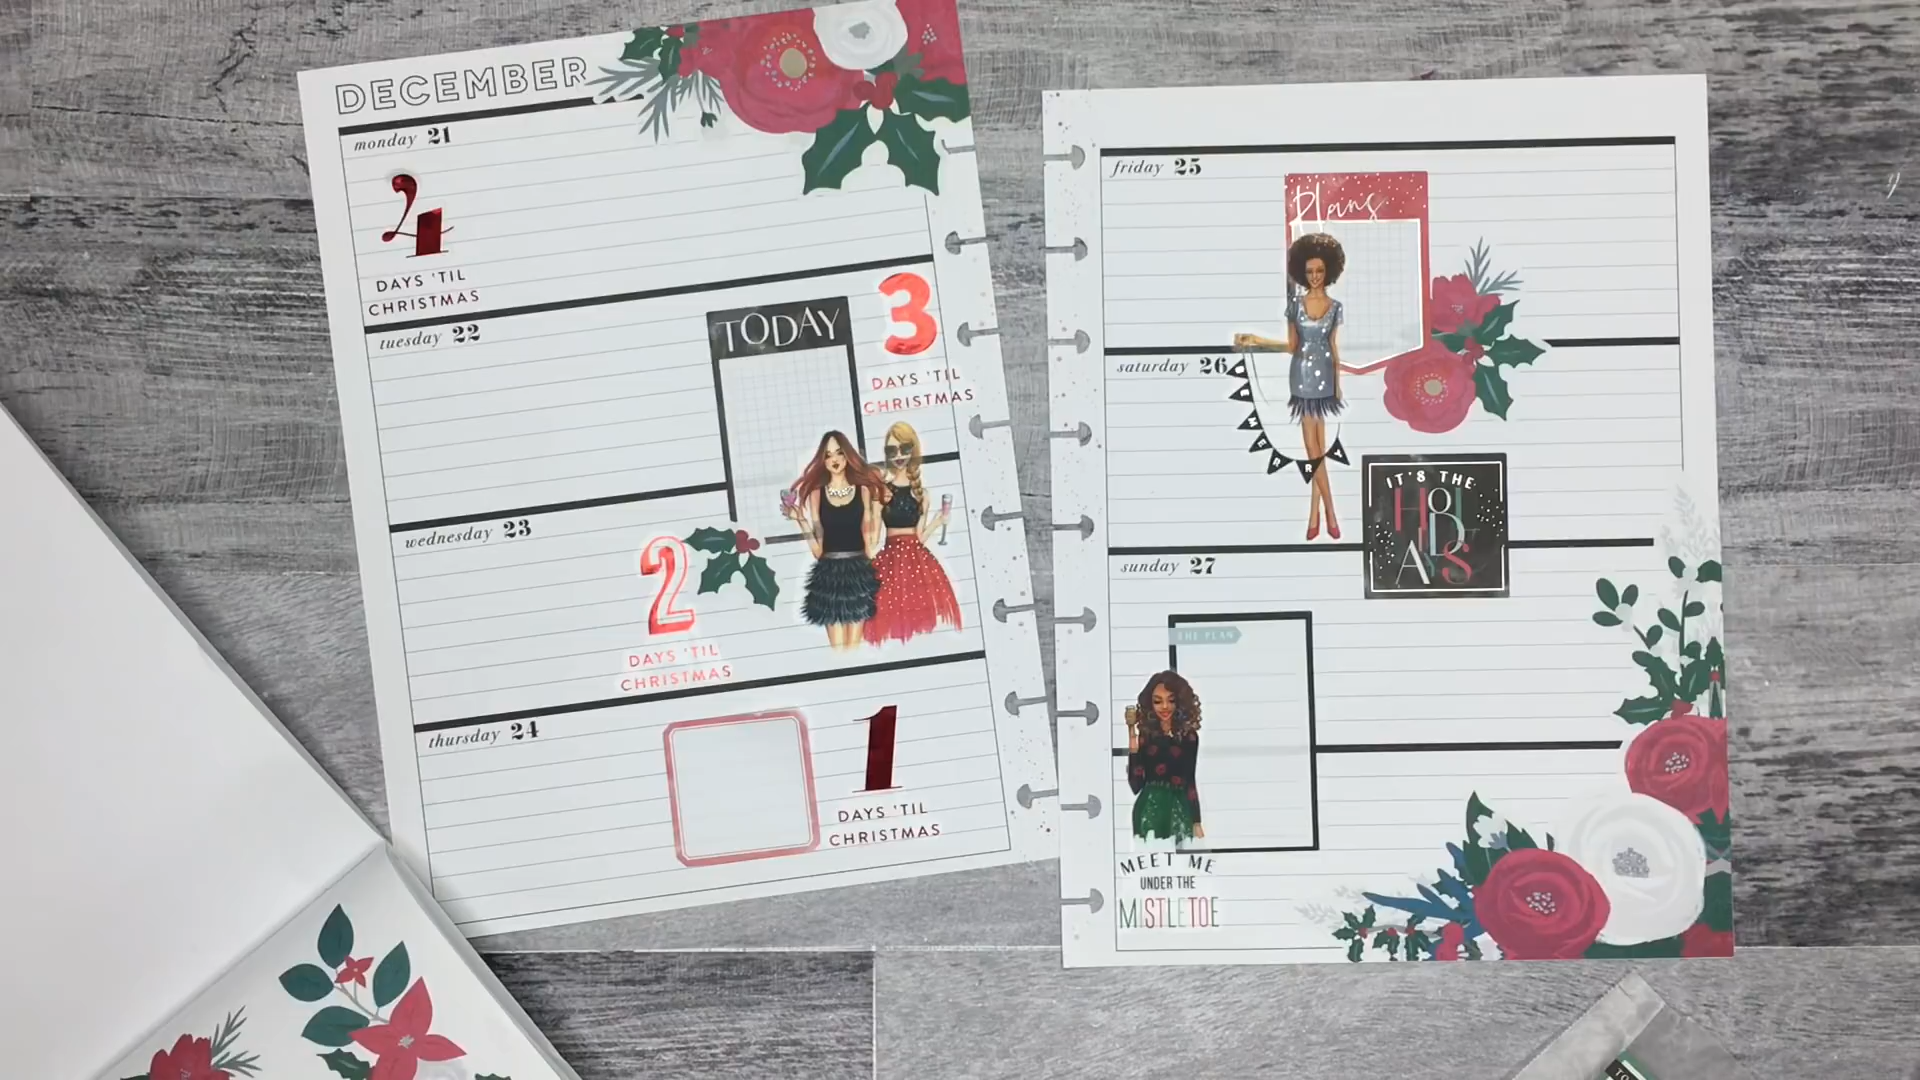 DECEMBER
monday 21
4
DAYS 'TIL
CHRISTMAS
tuesday 22
TODAY
3
DAYS 'TIL
CHRISTMAS
wednesday 23
2
DAYS 'TIL
CHRISTMAS
thursday 24
1
DAYS 'TIL
CHRISTMAS
friday 25
Plans
saturday 26
MERRY
IT'S THE
HOLIDAYS
sunday 27
THE PLAN
MEET ME
UNDER THE
MISTLETOE